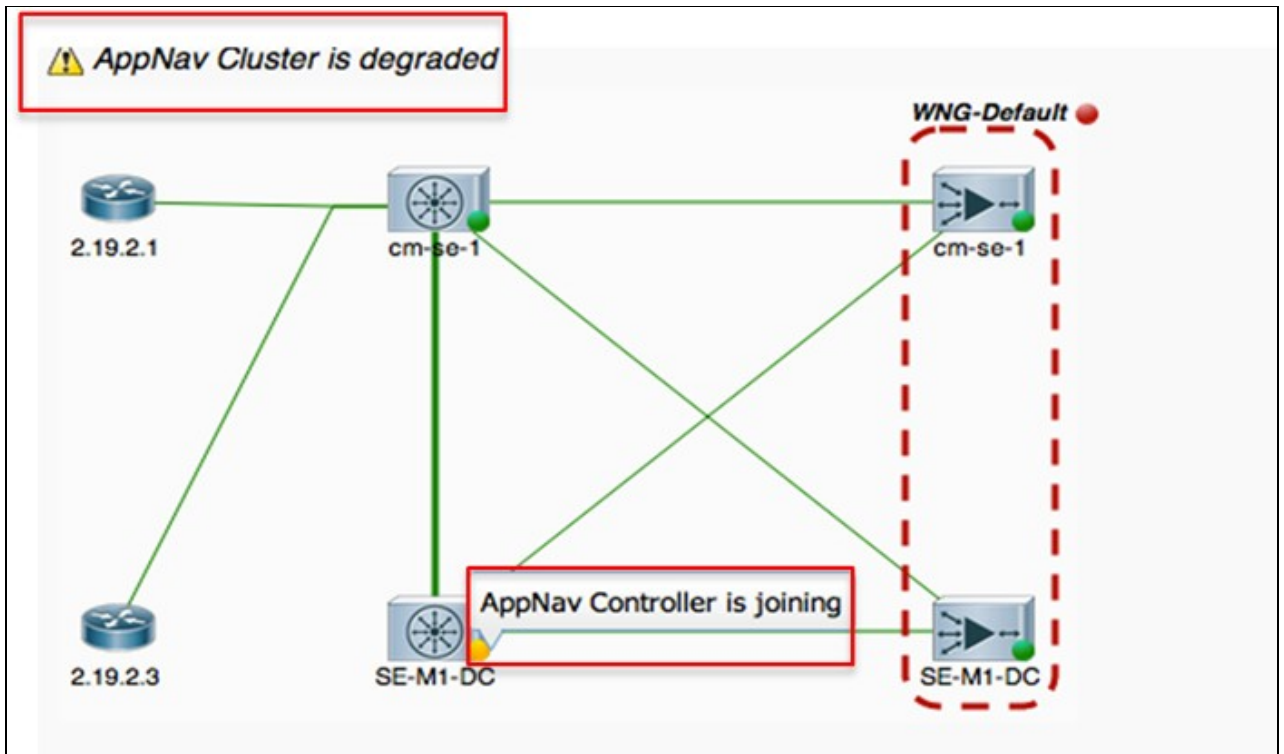 AppNav Cluster is degraded
WNG-Default
2.19.2.1
cm-se-1
cm-se-1
AppNav Controller is joining
2.19.2.3
SE-M1-DC
SE-M1-DC